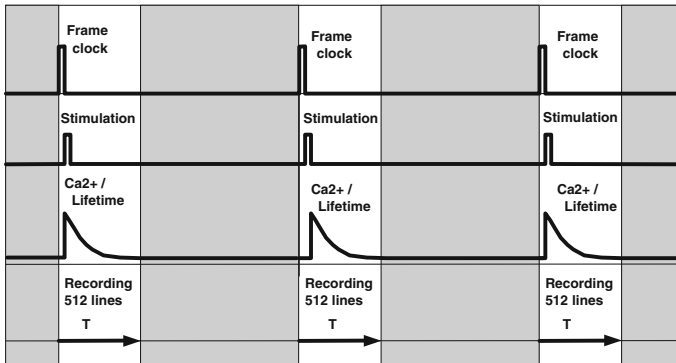 Frame
clock
Frame
clock
Frame
clock
Stimulation
Stimulation
Stimulation
Ca2+ /
Lifetime
Ca2+ /
Lifetime
Ca2+ /
Lifetime
Recording
512 lines
T
Recording
512 lines
T
Recording
512 lines
T